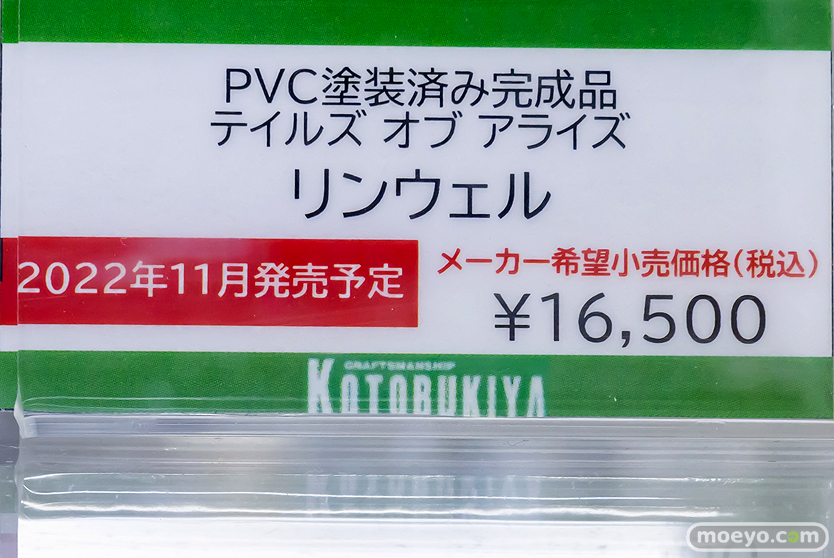 PVC塗装済み完成品
テイルズ オブ アライズ
リンウェル
2022年11月発売予定
メーカー希望小売価格(税込)
¥16,500
CRAFTSMANSHIP
KOTOBUKIYA
moeyo.com